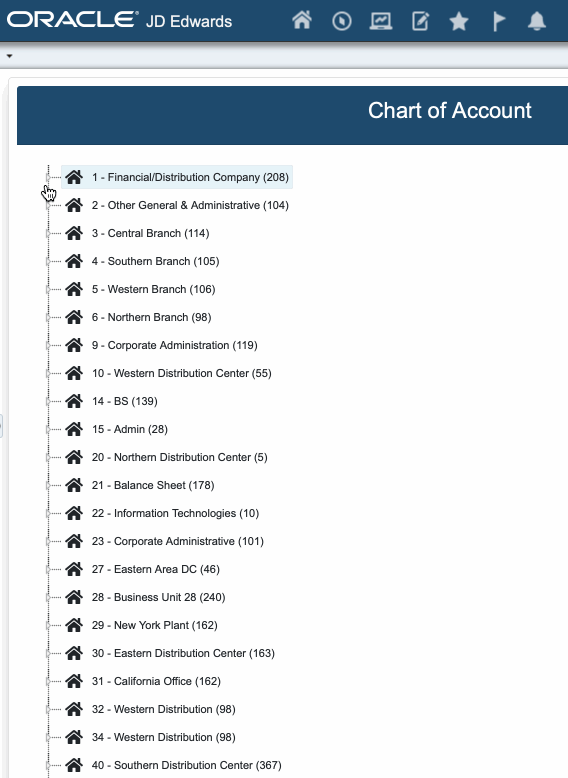 ORACLE® JD Edwards
Chart of Account
1 - Financial/Distribution Company (208)
2 - Other General & Administrative (104)
3 - Central Branch (114)
4 - Southern Branch (105)
5 - Western Branch (106)
6 - Northern Branch (98)
9 - Corporate Administration (119)
10 - Western Distribution Center (55)
14 - BS (139)
15 - Admin (28)
20 - Northern Distribution Center (5)
21 - Balance Sheet (178)
22 - Information Technologies (10)
23 - Corporate Administrative (101)
27 - Eastern Area DC (46)
28 - Business Unit 28 (240)
29 - New York Plant (162)
30 - Eastern Distribution Center (163)
31 - California Office (162)
32 - Western Distribution (98)
34 - Western Distribution (98)
40 - Southern Distribution Center (367)